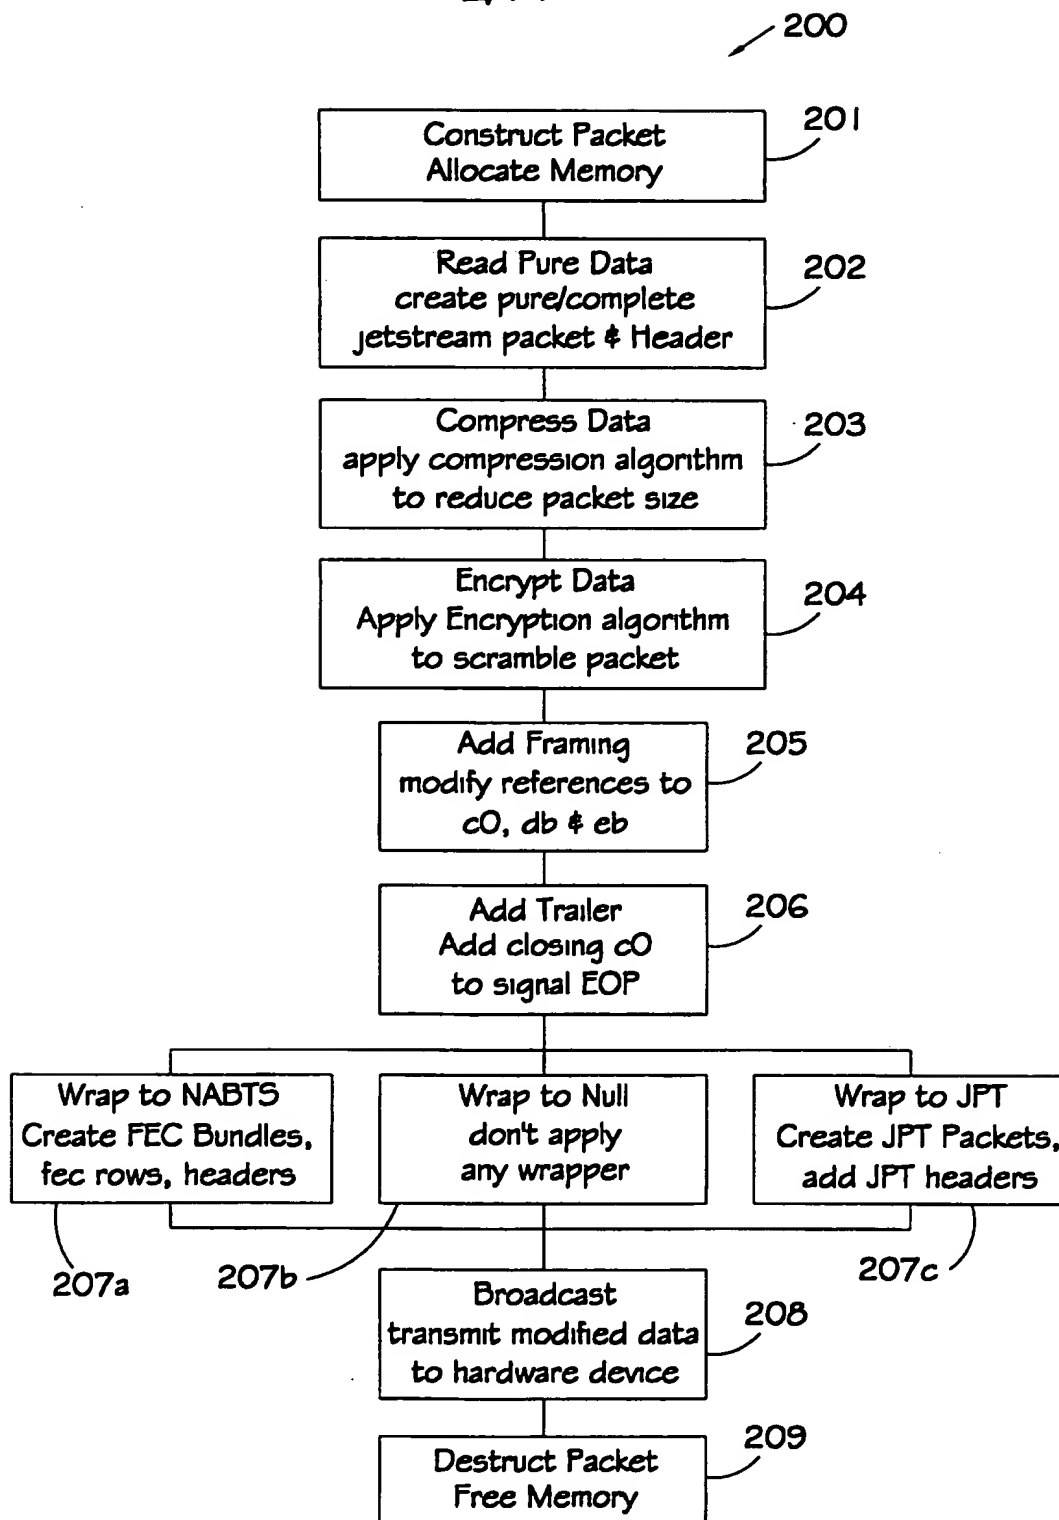 200
201
Construct Packet
Allocate Memory
202
Read Pure Data
create pure/complete
jetstream packet & Header
203
Compress Data
apply compression algorithm
to reduce packet size
204
Encrypt Data
Apply Encryption algorithm
to scramble packet
205
Add Framing
modify references to
c0, db & eb
206
Add Trailer
Add closing c0
to signal EOP
Wrap to NABTS
Create FEC Bundles,
fec rows, headers
207a
Wrap to Null
don't apply
any wrapper
207b
Wrap to JPT
Create JPT Packets,
add JPT headers
207c
Broadcast
transmit modified data
to hardware device
208
209
Destruct Packet
Free Memory